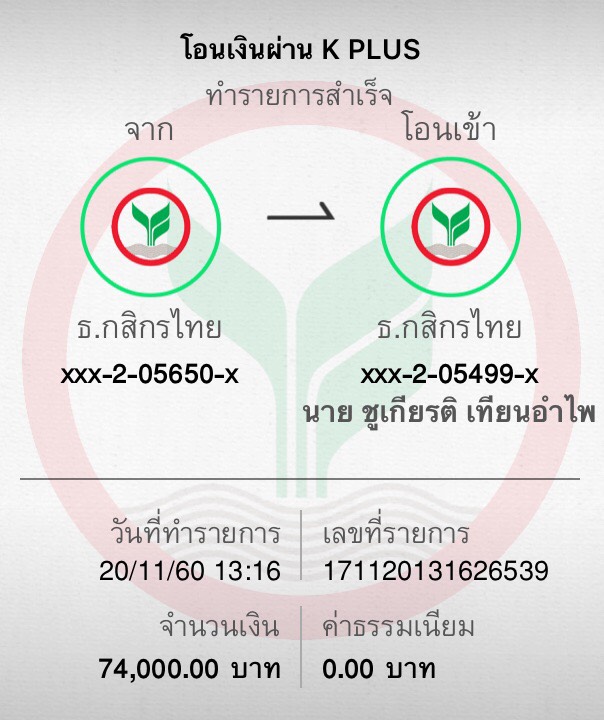 โอนเงินผ่าน K PLUS
ทำรายการสำเร็จ
จาก
โอนเข้า
ธ.กสิกรไทย
ธ.กสิกรไทย
xxx-2-05650-x
xxx-2-05499-x
นาย ชูเกียรติ เทียนอำไพ
วันที่ทำรายการ
เลขที่รายการ
20/11/60 13:16
171120131626539
จำนวนเงิน
ค่าธรรมเนียม
74,000.00 บาท
0.00 บาท